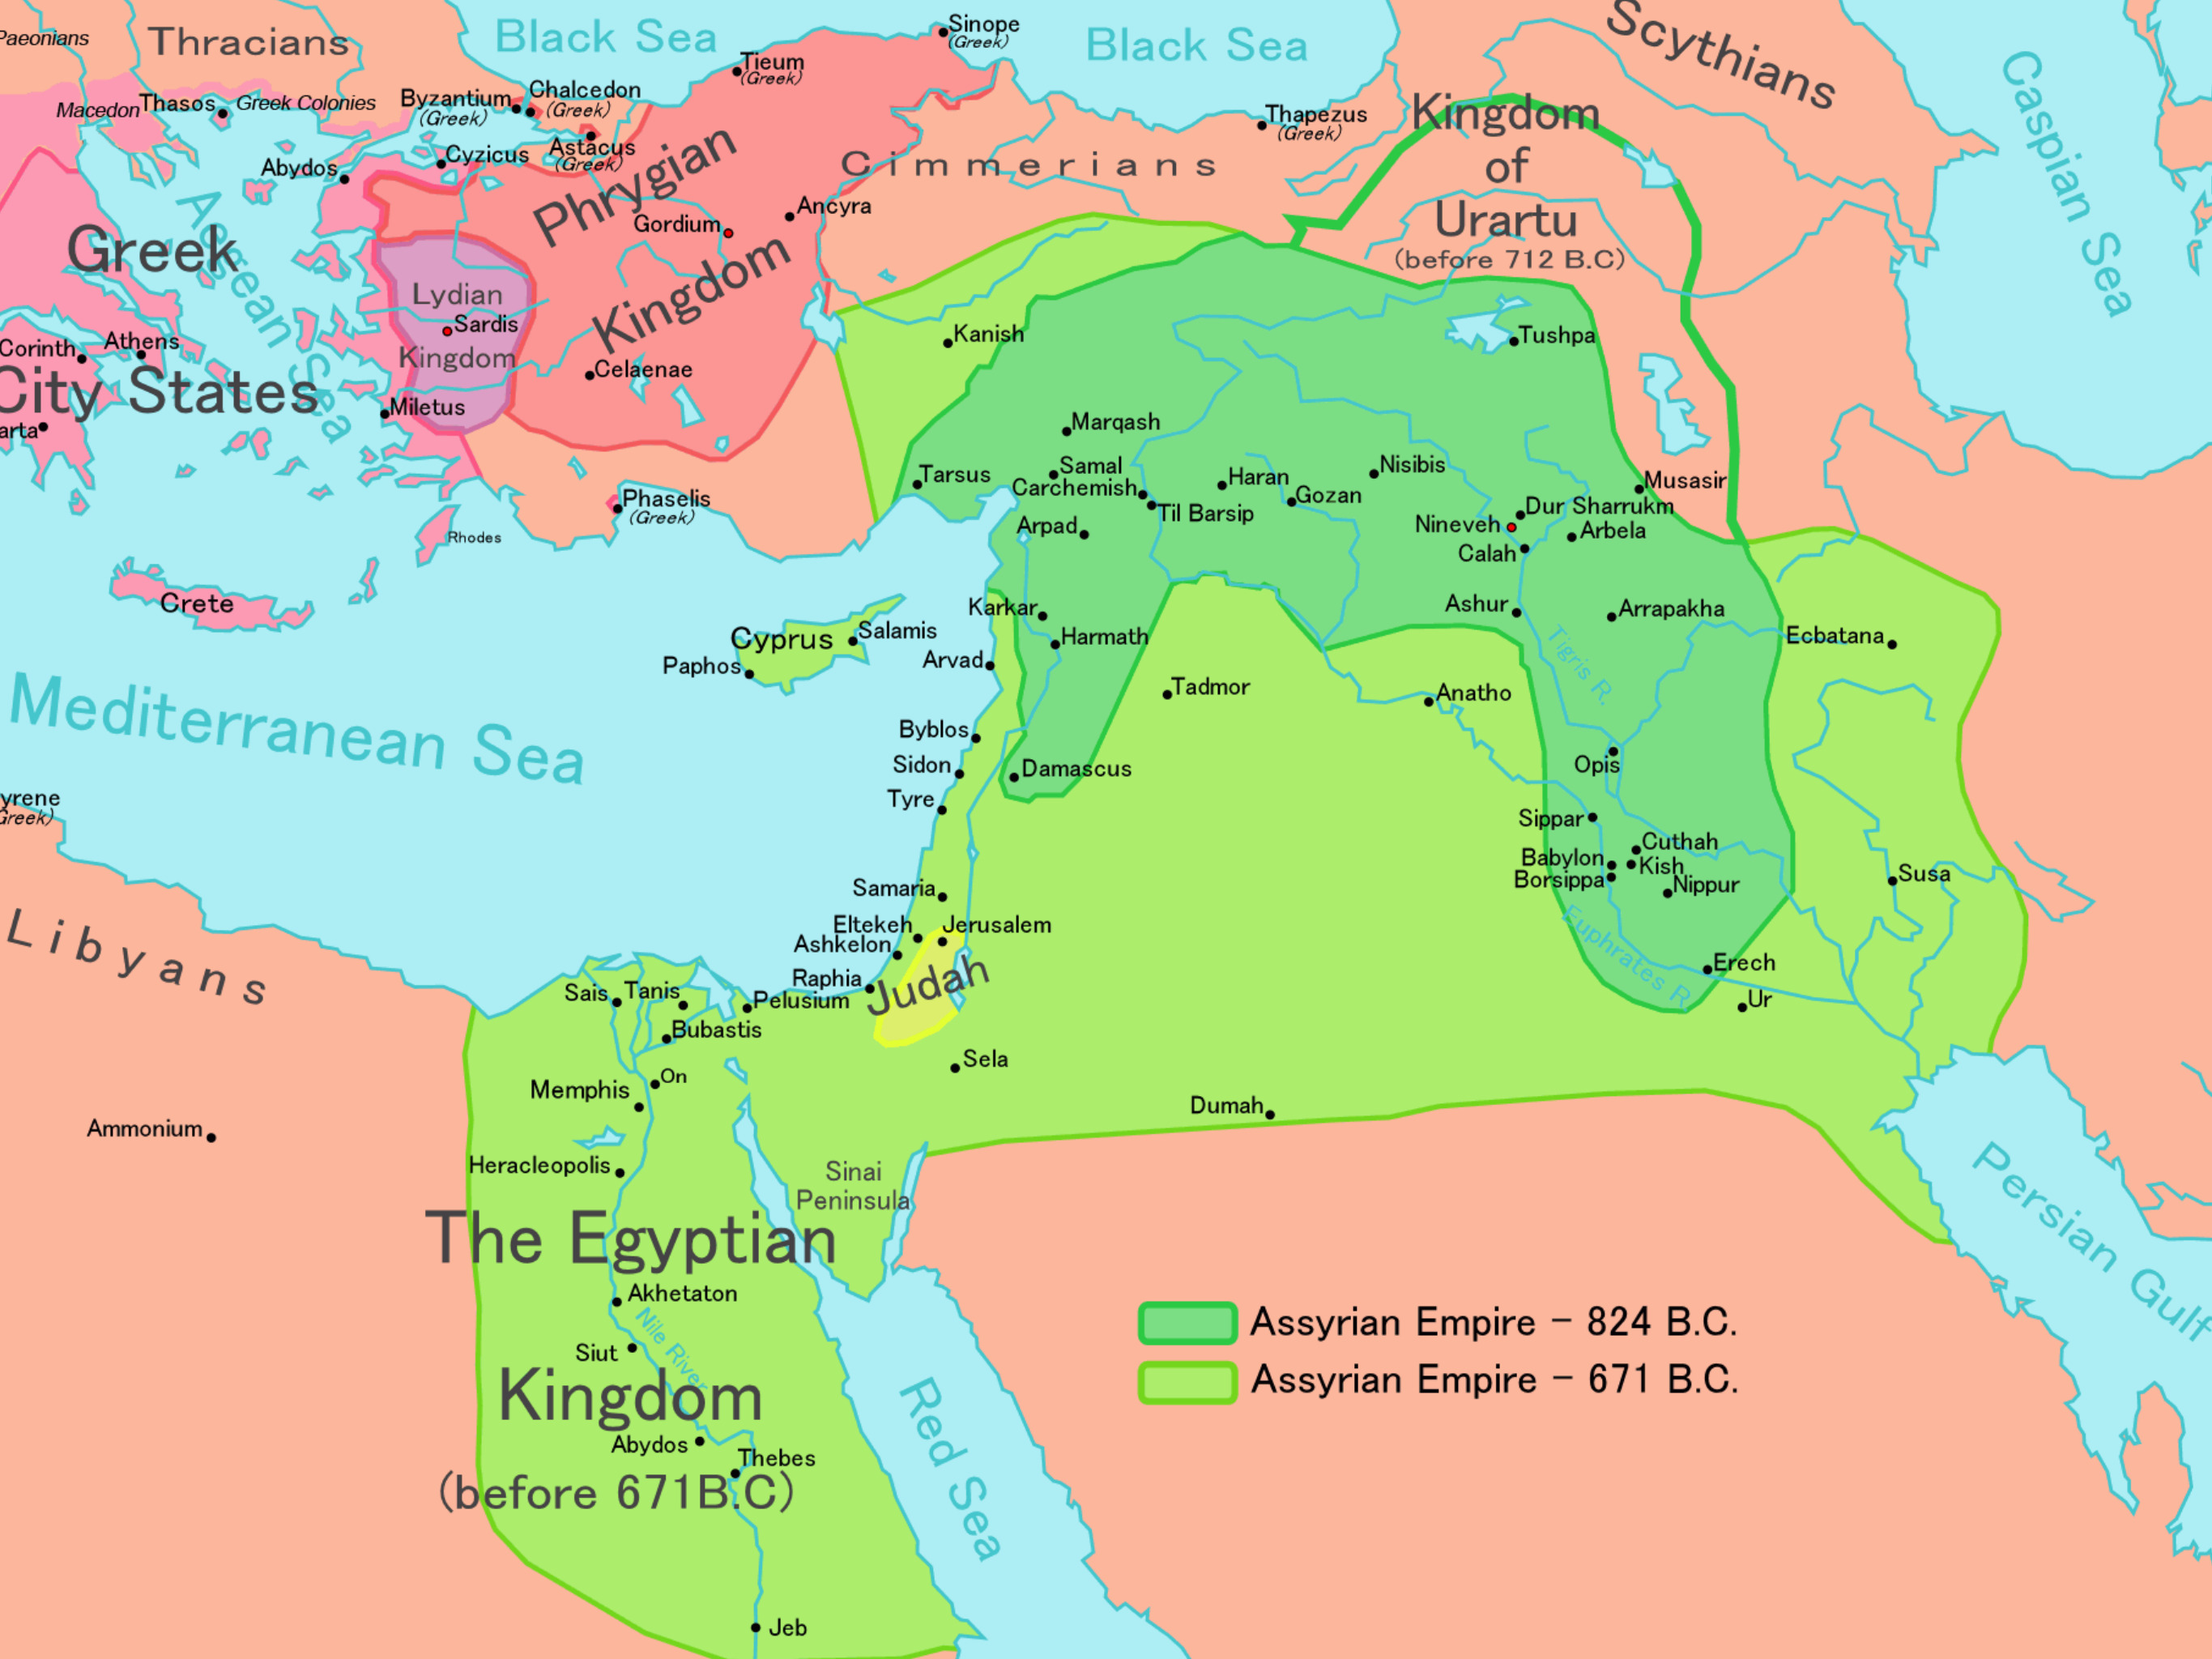 Paeonians
Thracians
Black Sea
Sinope
(Greek)
Black Sea
Scythians
Caspian Sea
Tieum
(Greek)
Macedon
Thasos
Greek Colonies
Byzantium
(Greek)
Chalcedon
(Greek)
Thapezus
(Greek)
Kingdom
of
Urartu
(before 712 B.C)
Abydos
Cyzicus
Astacus
(Greek)
Cimmerians
Phrygian
Kingdom
Gordium
Ancyra
Aegean Sea
Greek
City States
Lydian
Kingdom
Sardis
Corinth
Athens
Celaenae
Miletus
arta
Kanish
Tushpa
Marqash
Tarsus
Samal
Carchemish
Til Barsip
Haran
Gozan
Nisibis
Musasir
Dur Sharrukm
Nineveh
Arbela
Calah
Arpad
Phaselis
(Greek)
Rhodes
Crete
Cyprus
Salamis
Paphos
Karkar
Harmath
Arvad
Ashur
Arrapakha
Ecbatana
Tigris R.
Mediterranean Sea
Tadmor
Anatho
Byblos
Sidon
Damascus
Tyre
Opis
Sippar
Cuthah
Babylon
Kish
Borsippa
Nippur
Susa
yrene
Greek)
Libyans
Samaria
Eltekeh
Jerusalem
Ashkelon
Raphia
Judah
Euphrates R.
Erech
Ur
Sais
Tanis
Pelusium
Bubastis
Sela
On
Memphis
Dumah
Ammonium
Heracleopolis
Sinai
Peninsula
Persian Gulf
The Egyptian
Kingdom
(before 671B.C)
Akhetaton
Nile River
Siut
Abydos
Thebes
Red Sea
Jeb
Assyrian Empire - 824 B.C.
Assyrian Empire - 671 B.C.